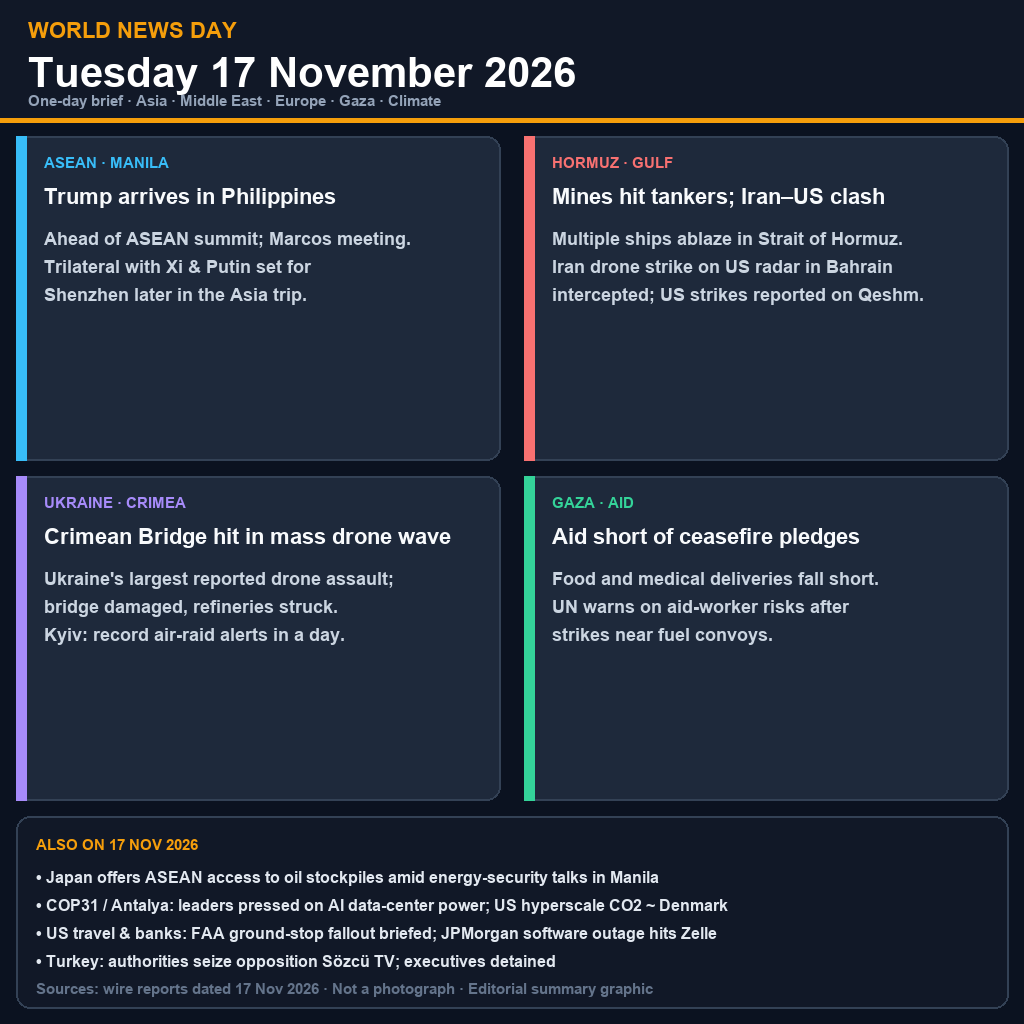 WORLD NEWS DAY
Tuesday 17 November 2026
One-day brief · Asia · Middle East · Europe · Gaza · Climate
ASEAN · MANILA
Trump arrives in Philippines
Ahead of ASEAN summit; Marcos meeting.
Trilateral with Xi & Putin set for
Shenzhen later in the Asia trip.
HORMUZ · GULF
Mines hit tankers; Iran–US clash
Multiple ships ablaze in Strait of Hormuz.
Iran drone strike on US radar in Bahrain
intercepted; US strikes reported on Qeshm.
UKRAINE · CRIMEA
Crimean Bridge hit in mass drone wave
Ukraine's largest reported drone assault;
bridge damaged, refineries struck.
Kyiv: record air-raid alerts in a day.
GAZA · AID
Aid short of ceasefire pledges
Food and medical deliveries fall short.
UN warns on aid-worker risks after
strikes near fuel convoys.
ALSO ON 17 NOV 2026
• Japan offers ASEAN access to oil stockpiles amid energy-security talks in Manila
• COP31 / Antalya: leaders pressed on AI data-center power; US hyperscale CO2 ~ Denmark
• US travel & banks: FAA ground-stop fallout briefed; JPMorgan software outage hits Zelle
• Turkey: authorities seize opposition Sözcü TV; executives detained
Sources: wire reports dated 17 Nov 2026 · Not a photograph · Editorial summary graphic